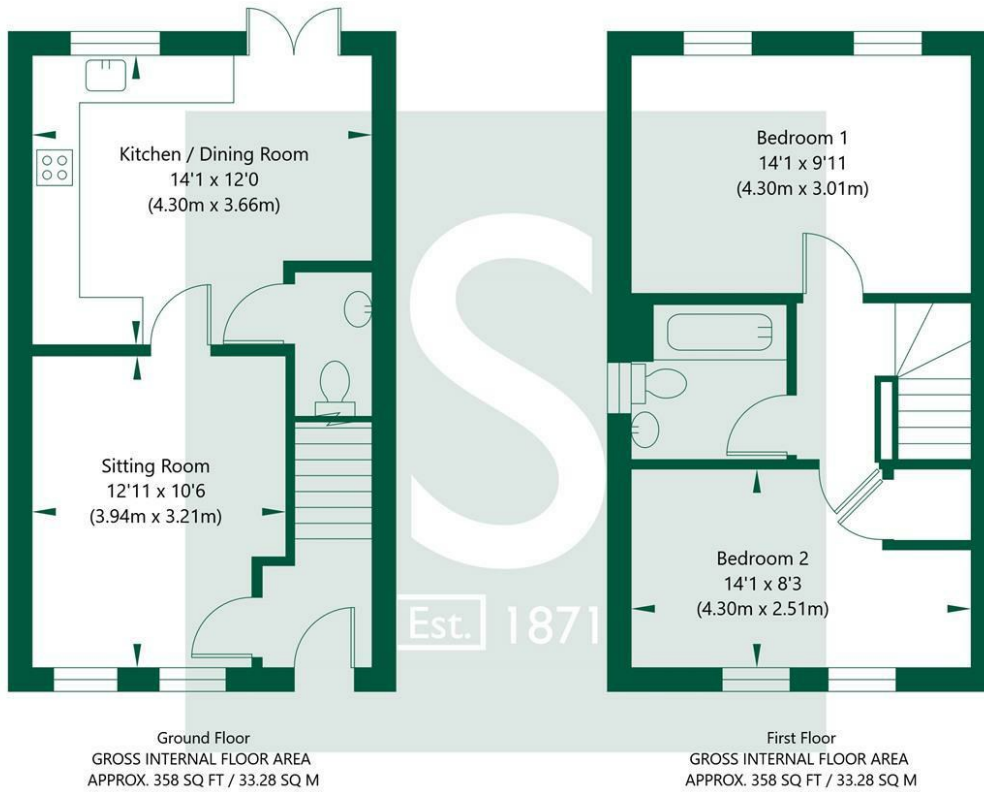 Kitchen / Dining Room
14'1 x 12'0
(4.30m x 3.66m)
Sitting Room
12'11 x 10'6
(3.94m x 3.21m)
Ground Floor
GROSS INTERNAL FLOOR AREA
APPROX. 358 SQ FT / 33.28 SQ M
Bedroom 1
14'1 x 9'11
(4.30m x 3.01m)
Bedroom 2
14'1 x 8'3
(4.30m x 2.51m)
First Floor
GROSS INTERNAL FLOOR AREA
APPROX. 358 SQ FT / 33.28 SQ M
S
Est. 1871